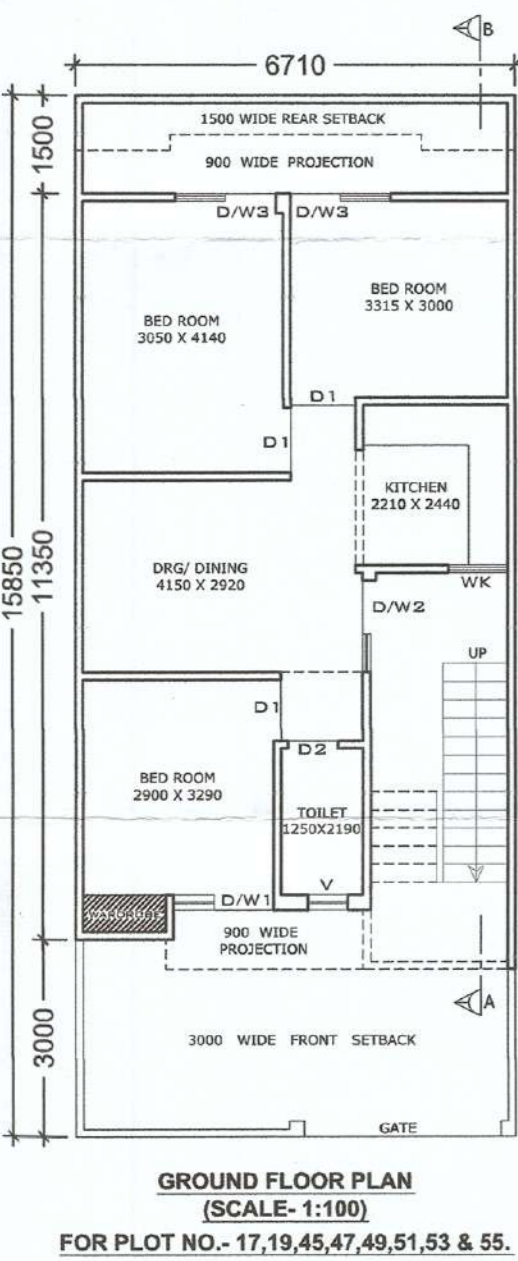 B
6710
1500 WIDE REAR SETBACK
900 WIDE PROJECTION
1500
D/W3
D/W3
BED ROOM
3315 X 3000
BED ROOM
3050 X 4140
D1
D1
KITCHEN
2210 X 2440
15850
11350
DRG/ DINING
4150 X 2920
WK
D/W2
UP
D1
D2
BED ROOM
2900 X 3290
TOILET
1250X2190
V
D/W1
900 WIDE
PROJECTION
A
3000
3000 WIDE FRONT SETBACK
GATE
GROUND FLOOR PLAN
(SCALE- 1:100)
FOR PLOT NO.- 17,19,45,47,49,51,53 & 55.